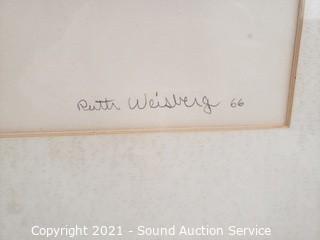 Ruth Weisberg 66
Copyright 2021 - Sound Auction Service